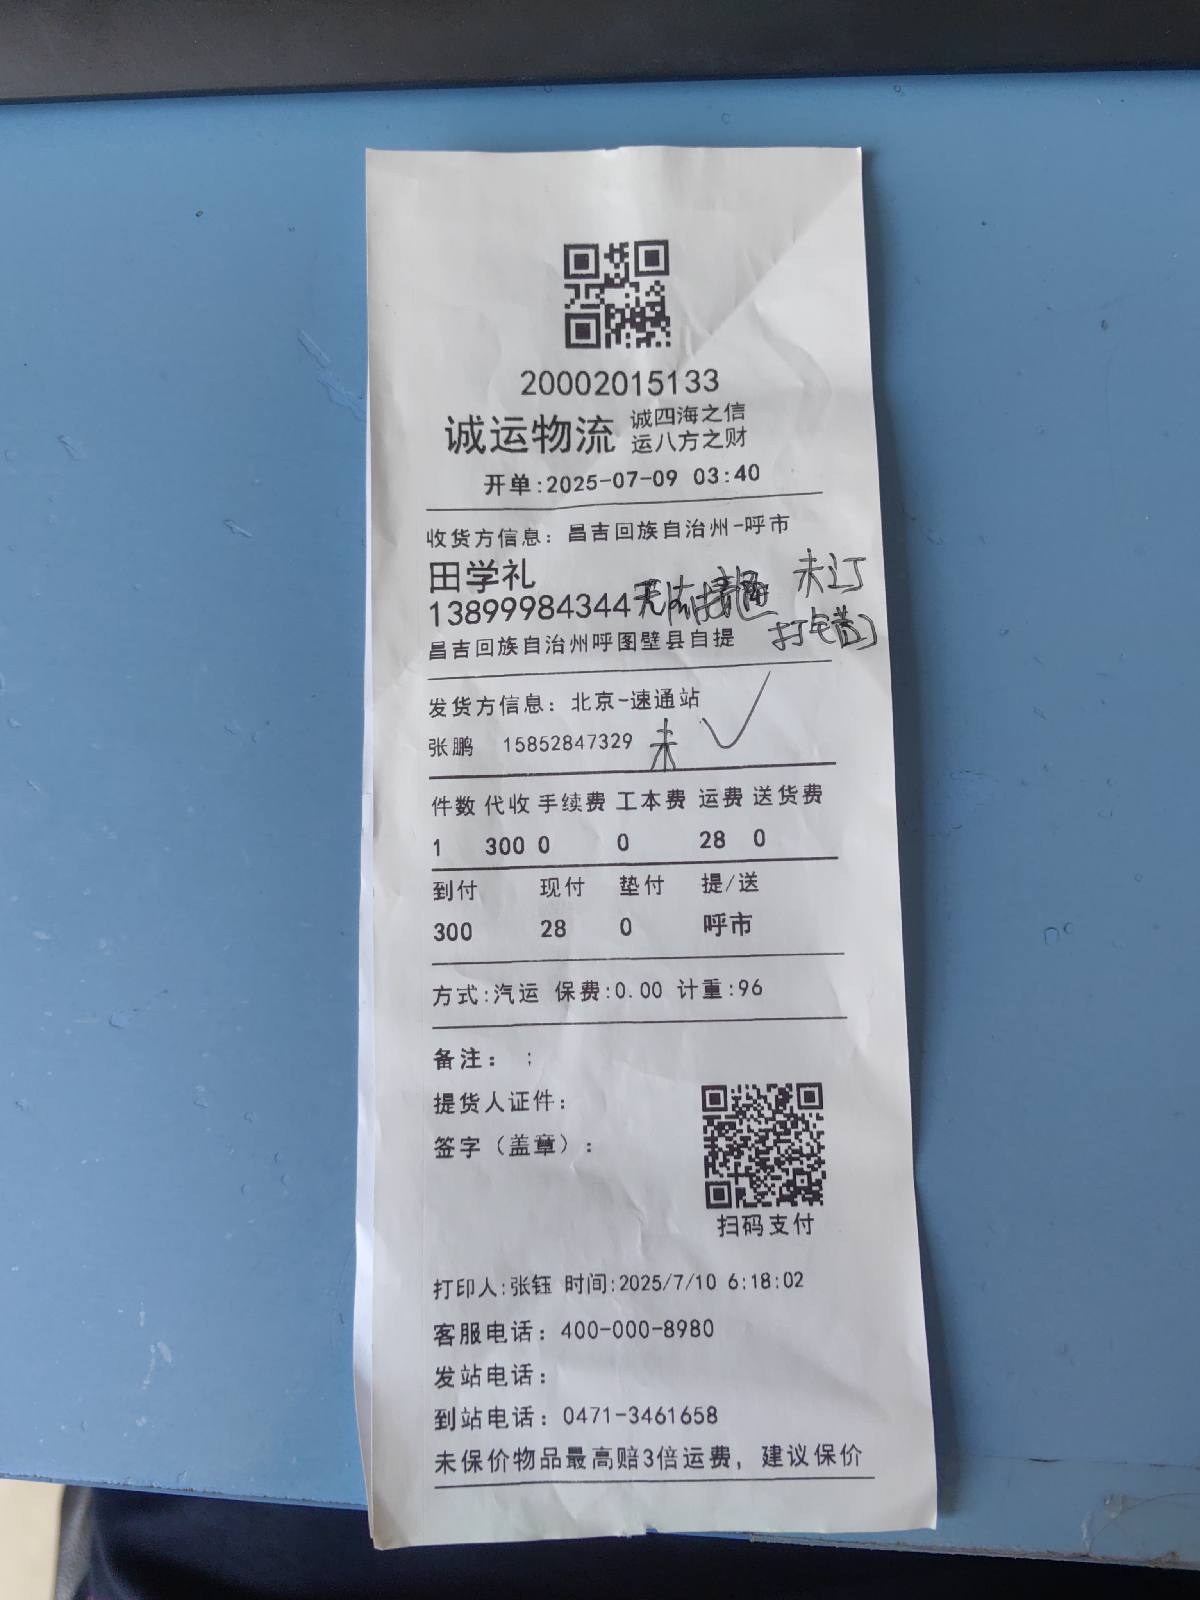 20002015133
诚运物流 诚四海之信
运八方之财
开单:2025-07-09 03:40
收货方信息: 昌吉回族自治州-呼市
田学礼
未订
13899984344
昌吉回族自治州呼图壁县自提
发货方信息: 北京-速通站
张鹏 15852847329 未 ✓
件数 代收 手续费 工本费 运费 送货费
1 300 0 0 28 0
到付 现付 垫付 提/送
300 28 0 呼市
方式:汽运 保费:0.00 计重:96
备注: ;
提货人证件:
签字（盖章）:
扫码支付
打印人:张钰 时间:2025/7/10 6:18:02
客服电话: 400-000-8980
发站电话:
到站电话: 0471-3461658
未保价物品最高赔3倍运费, 建议保价